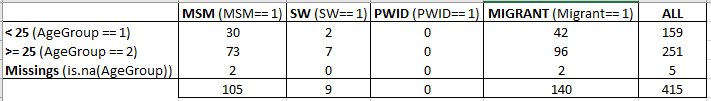 MSM (MSM== 1) SW (SW== 1) PWID (PWID== 1) MIGRANT (Migrant== 1) ALL
< 25 (AgeGroup == 1) 30 2 0 42 159
>= 25 (AgeGroup == 2) 73 7 0 96 251
Missings (is.na(AgeGroup)) 2 0 0 2 5
105 9 0 140 415